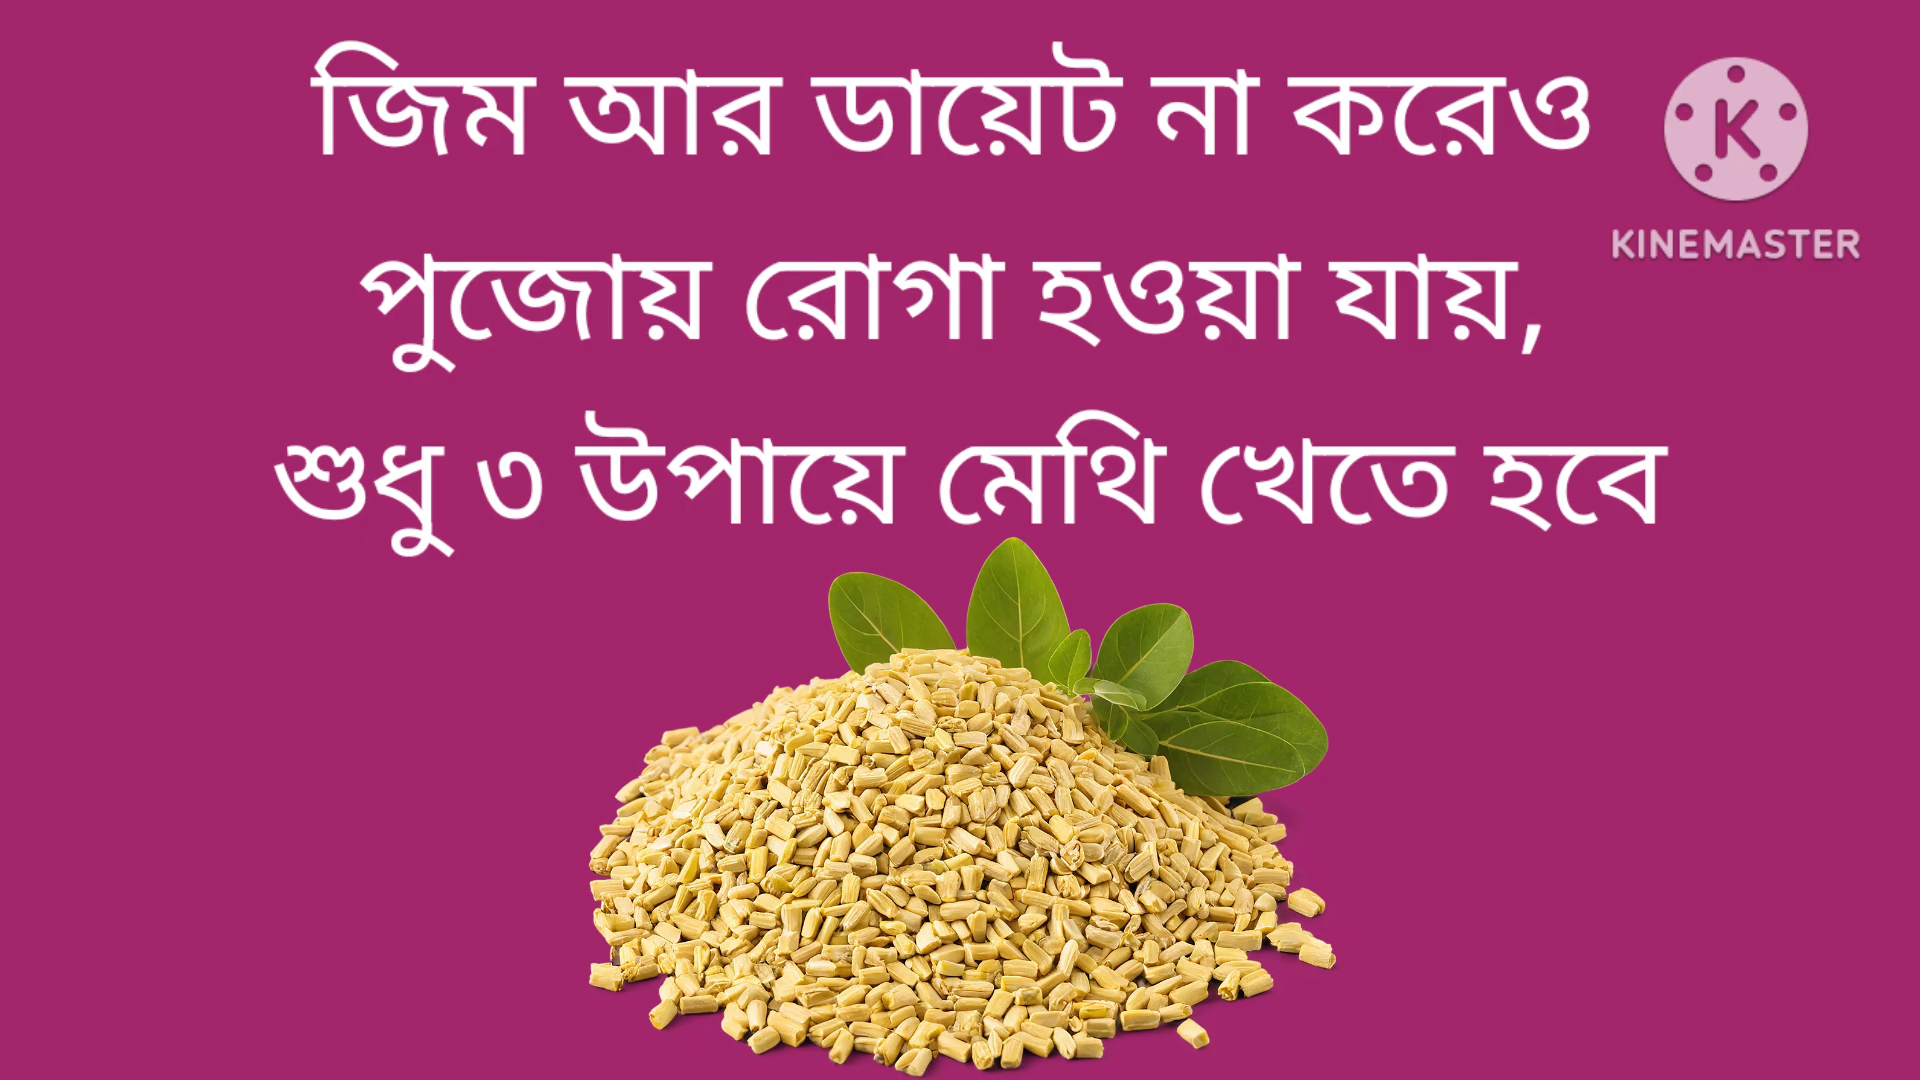 জিম আর ডায়েট না করেও
পুজোয় রোগা হওয়া যায়,
শুধু ৩ উপায়ে মেথি খেতে হবে
K
KINEMASTER